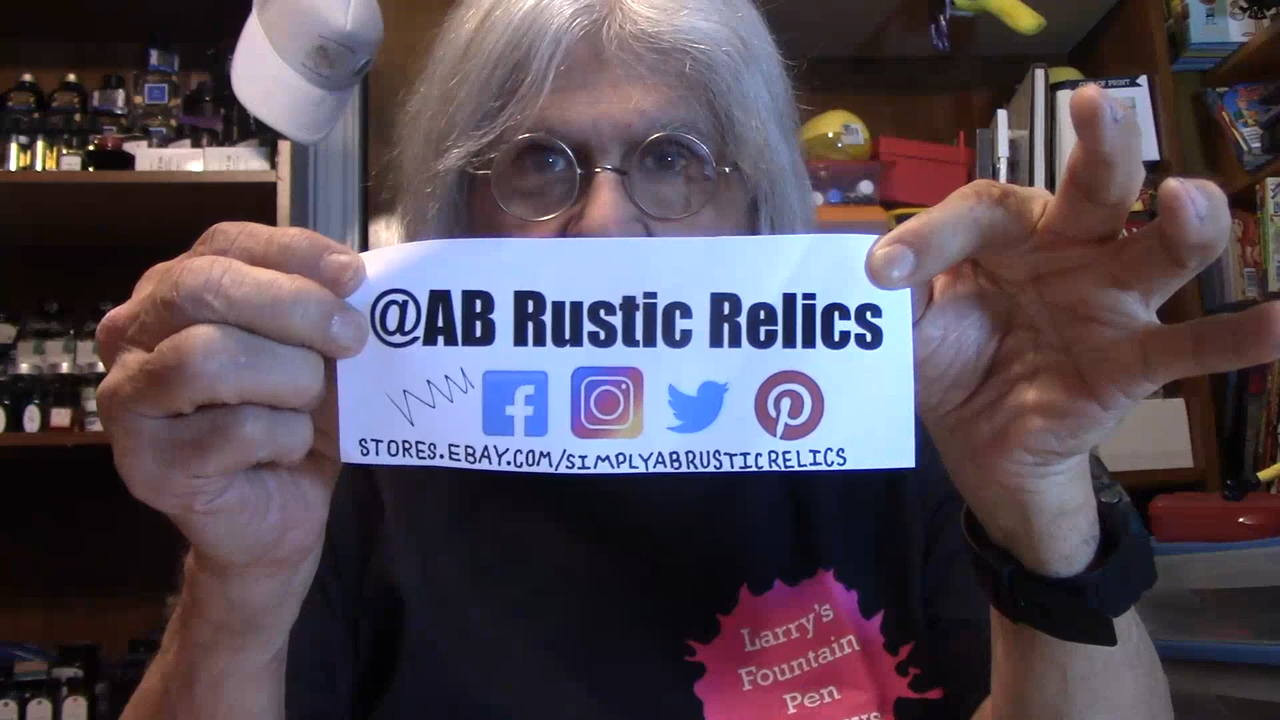 @AB Rustic Relics
STORES.EBAY.COM/SIMPLYABRUSTICRELICS
Larry's
Fountain
Pen